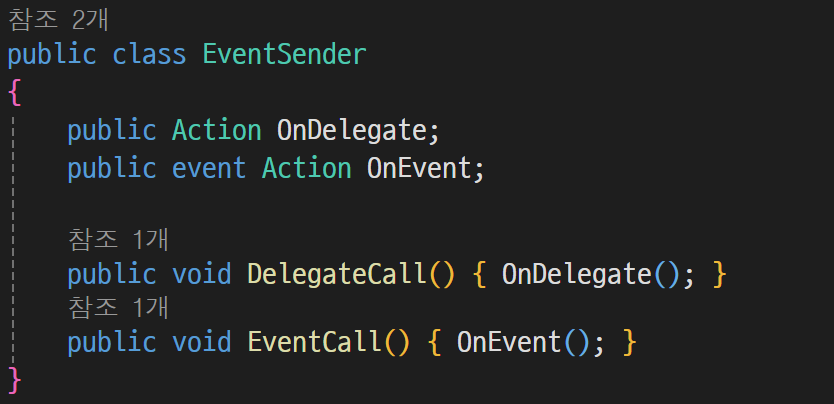 참조 2개
public class EventSender
{
public Action OnDelegate;
public event Action OnEvent;
참조 1개
public void DelegateCall() { OnDelegate(); }
참조 1개
public void EventCall() { OnEvent(); }
}